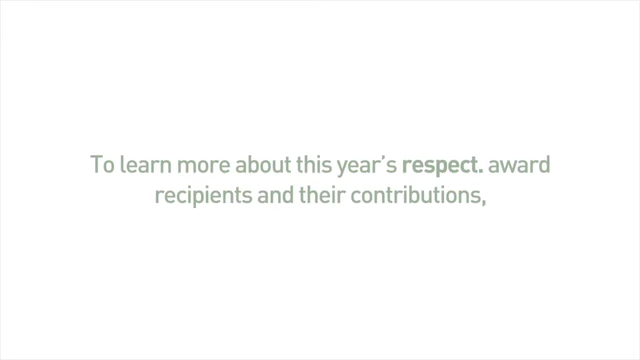 To learn more about this year’s respect. award
recipients and their contributions,